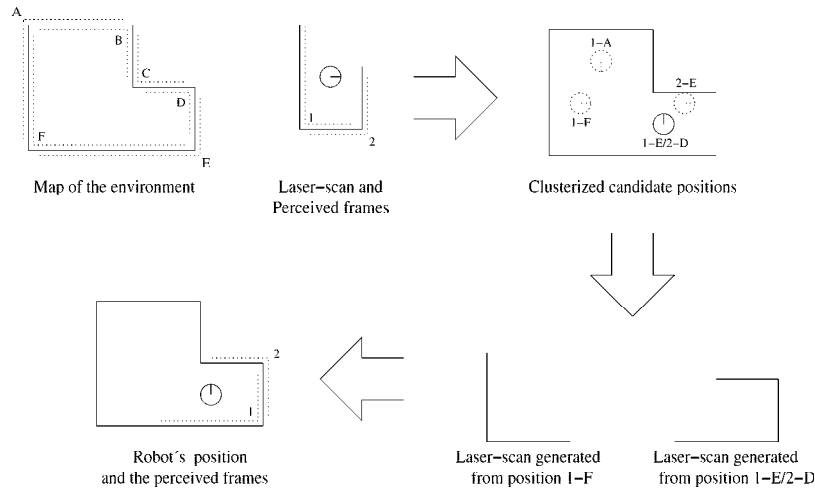 A
B
C
D
F
E
Map of the environment
1
2
Laser-scan and
Perceived frames
1-A
2-E
1-F
1-E/2-D
Clusterized candidate positions
2
1
Robot´s position
and the perceived frames
Laser-scan generated
from position 1-F
Laser-scan generated
from position 1-E/2-D